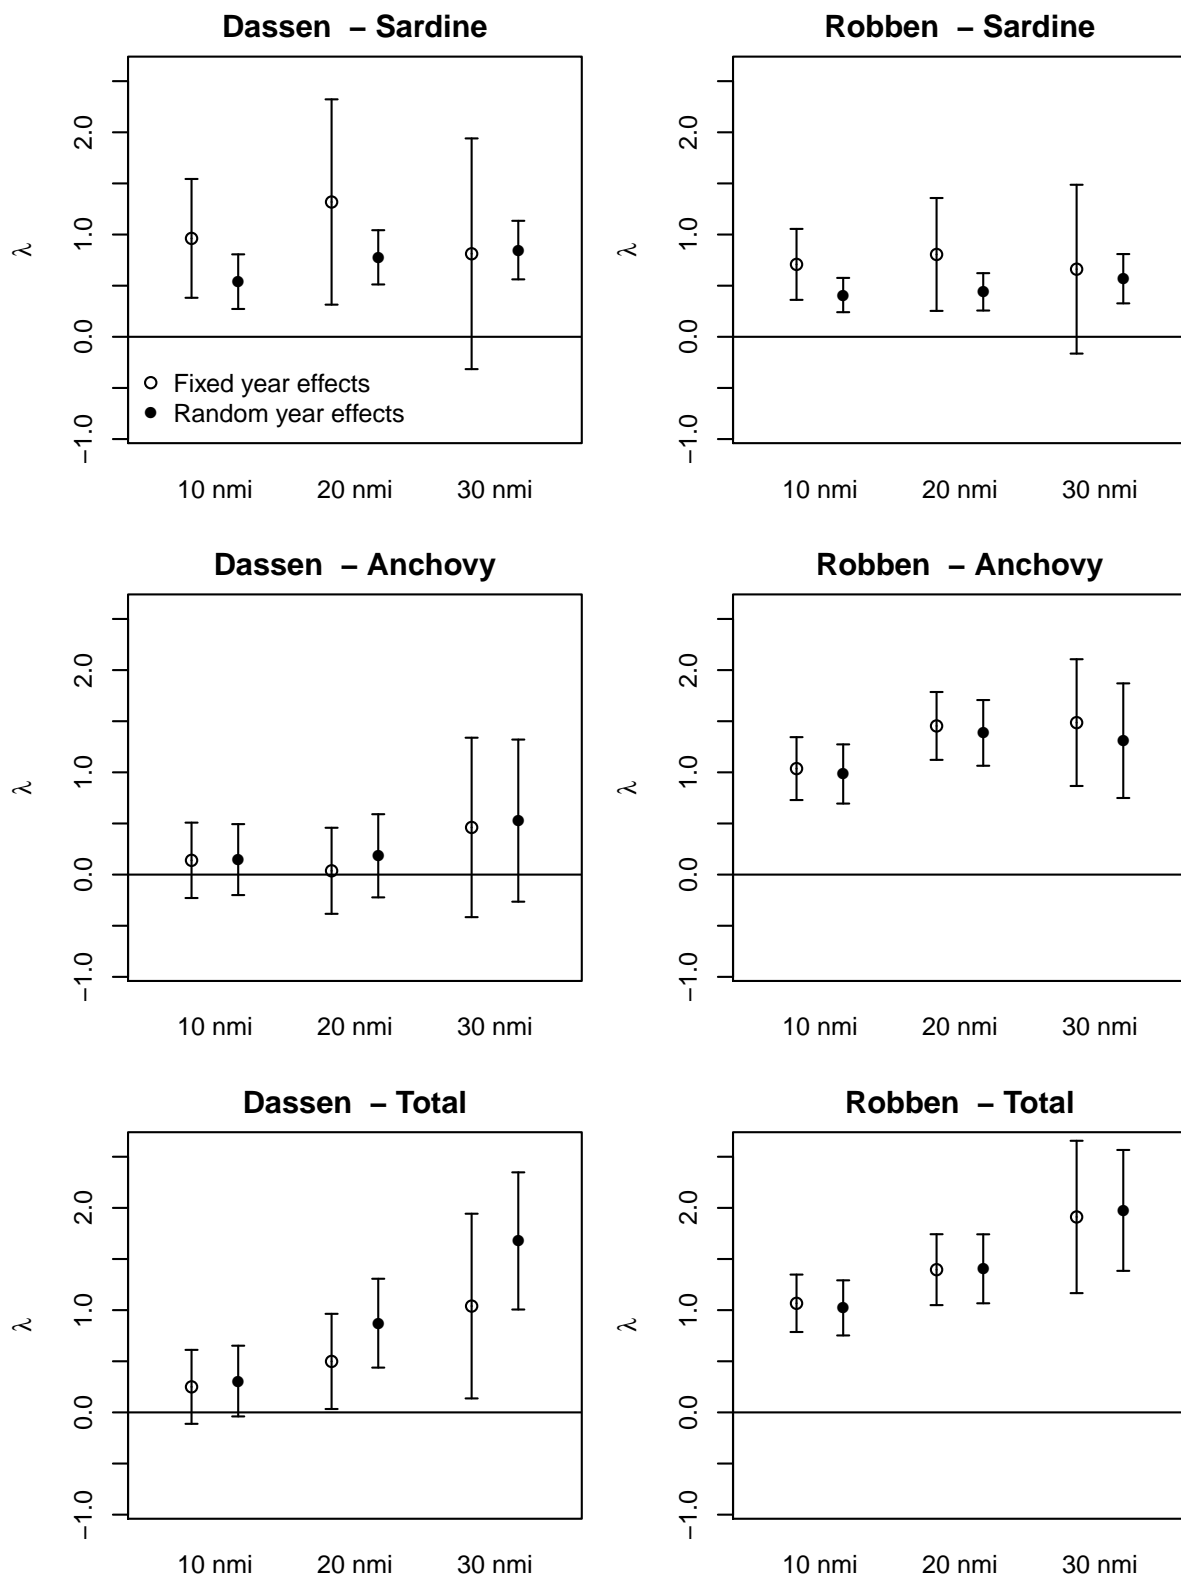 Dassen – Sardine
λ
2.0
1.0
0.0
−1.0
Fixed year effects
Random year effects
10 nmi 20 nmi 30 nmi
Robben – Sardine
λ
2.0
1.0
0.0
−1.0
10 nmi 20 nmi 30 nmi
Dassen – Anchovy
λ
2.0
1.0
0.0
−1.0
10 nmi 20 nmi 30 nmi
Robben – Anchovy
λ
2.0
1.0
0.0
−1.0
10 nmi 20 nmi 30 nmi
Dassen – Total
λ
2.0
1.0
0.0
−1.0
10 nmi 20 nmi 30 nmi
Robben – Total
λ
2.0
1.0
0.0
−1.0
10 nmi 20 nmi 30 nmi